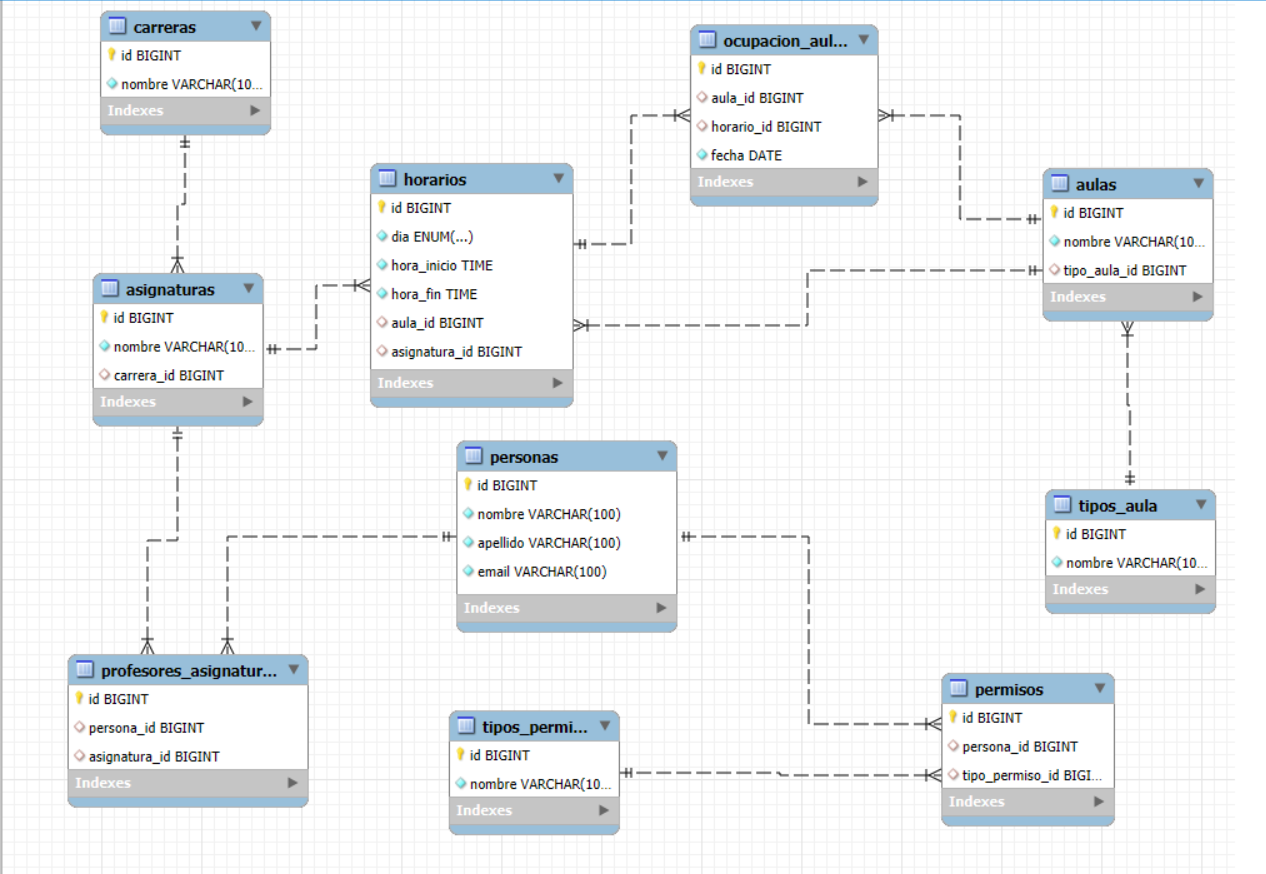 carreras
id BIGINT
nombre VARCHAR(10...
Indexes
ocupacion_aul...
id BIGINT
aula_id BIGINT
horario_id BIGINT
fecha DATE
Indexes
horarios
id BIGINT
dia ENUM(...)
hora_inicio TIME
hora_fin TIME
aula_id BIGINT
asignatura_id BIGINT
Indexes
aulas
id BIGINT
nombre VARCHAR(10...
tipo_aula_id BIGINT
Indexes
asignaturas
id BIGINT
nombre VARCHAR(10...
carrera_id BIGINT
Indexes
personas
id BIGINT
nombre VARCHAR(100)
apellido VARCHAR(100)
email VARCHAR(100)
Indexes
tipos_aula
id BIGINT
nombre VARCHAR(10...
Indexes
profesores_asignatur...
id BIGINT
persona_id BIGINT
asignatura_id BIGINT
Indexes
tipos_permi...
id BIGINT
nombre VARCHAR(10...
Indexes
permisos
id BIGINT
persona_id BIGINT
tipo_permiso_id BIGI...
Indexes